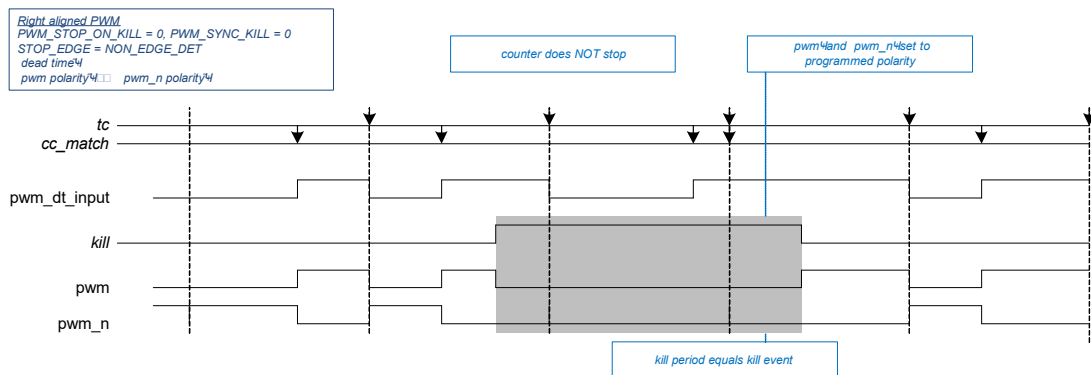 Right aligned PWM
PWM_STOP_ON_KILL = 0, PWM_SYNC_KILL = 0
STOP_EDGE = NON_EDGE_DET
dead time
pwm polarity pwm_n polarity
counter does NOT stop
pwm and pwm_n set to
programmed polarity
tc
cc_match
pwm_dt_input
kill
pwm
pwm_n
kill period equals kill event